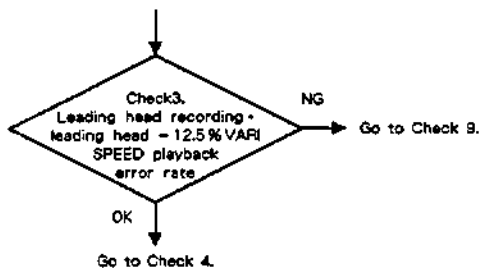 Check3.
Leading head recording •
leading head - 12.5% VARI
SPEED playback
error rate
NG
Go to Check 9.
OK
Go to Check 4.